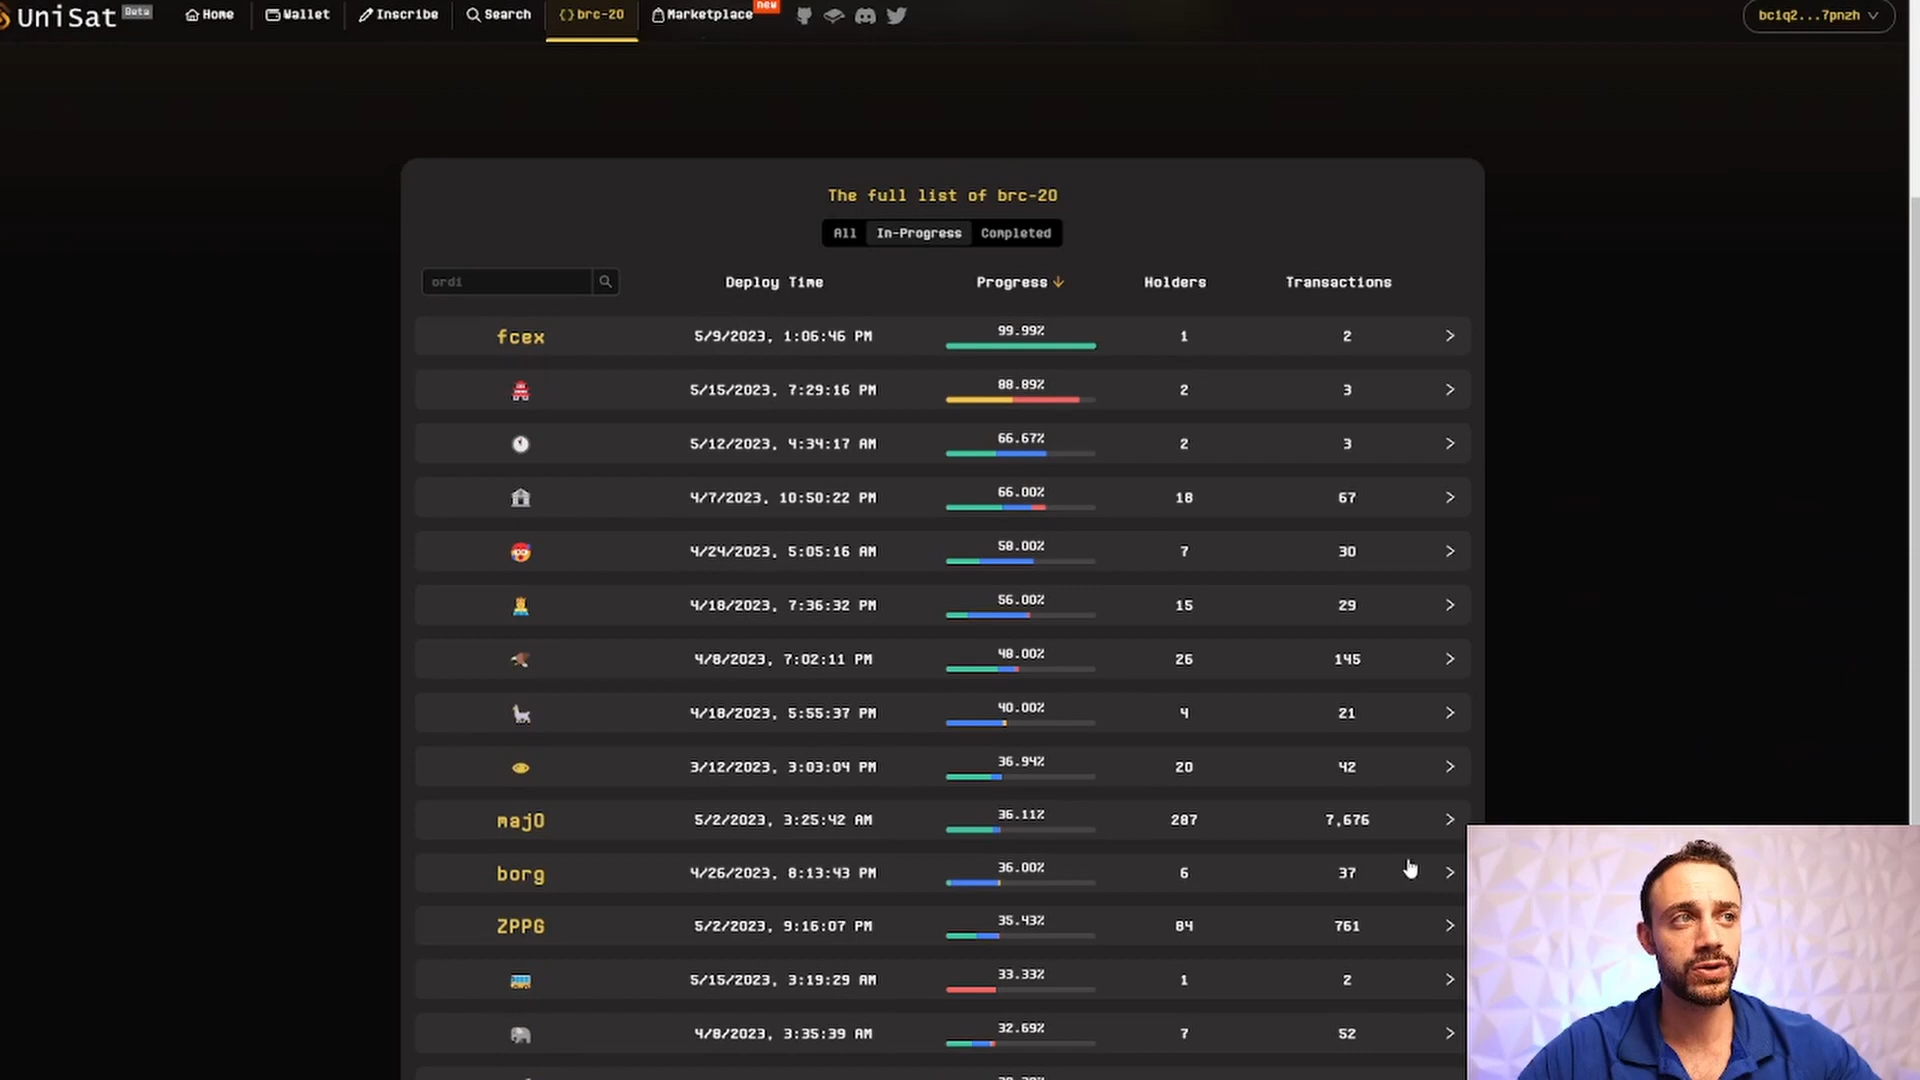 UniSat Beta Home Wallet Inscribe Search brc-20 Marketplace new bc1q2...7pnzh
The full list of brc-20
All In-Progress Completed
ordi Deploy Time Progress Holders Transactions
fcex 5/9/2023, 1:06:46 PM 99.99% 1 2
5/15/2023, 7:29:16 PM 88.89% 2 3
5/12/2023, 4:34:17 AM 66.67% 2 3
4/7/2023, 10:50:22 PM 66.00% 18 67
4/24/2023, 5:05:16 AM 58.00% 7 30
4/18/2023, 7:36:32 PM 56.00% 15 29
4/8/2023, 7:02:11 PM 48.00% 26 145
4/18/2023, 5:55:37 PM 40.00% 4 21
3/12/2023, 3:03:04 PM 36.94% 20 42
majO 5/2/2023, 3:25:42 AM 36.11% 287 7,676
borg 4/26/2023, 8:13:43 PM 36.00% 6 37
ZPPG 5/2/2023, 9:16:07 PM 35.43% 84 761
5/15/2023, 3:19:29 AM 33.33% 1 2
4/8/2023, 3:35:39 AM 32.69% 7 52